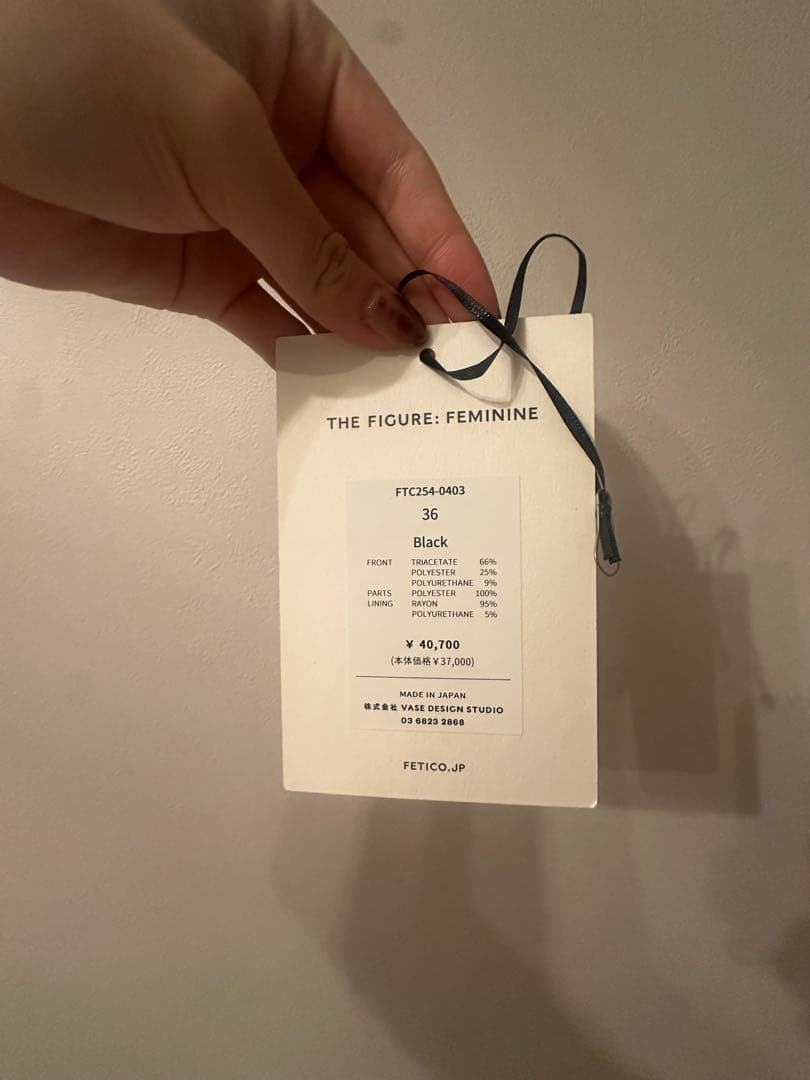 THE FIGURE: FEMININE
FTC254-0403
36
Black
FRONT TRIACETATE 66%
POLYESTER 25%
POLYURETHANE 9%
PARTS POLYESTER 100%
LINING RAYON 95%
POLYURETHANE 5%
¥ 40,700
(本体価格¥37,000)
MADE IN JAPAN
株式会社 VASE DESIGN STUDIO
03 6823 2868
FETICO.JP